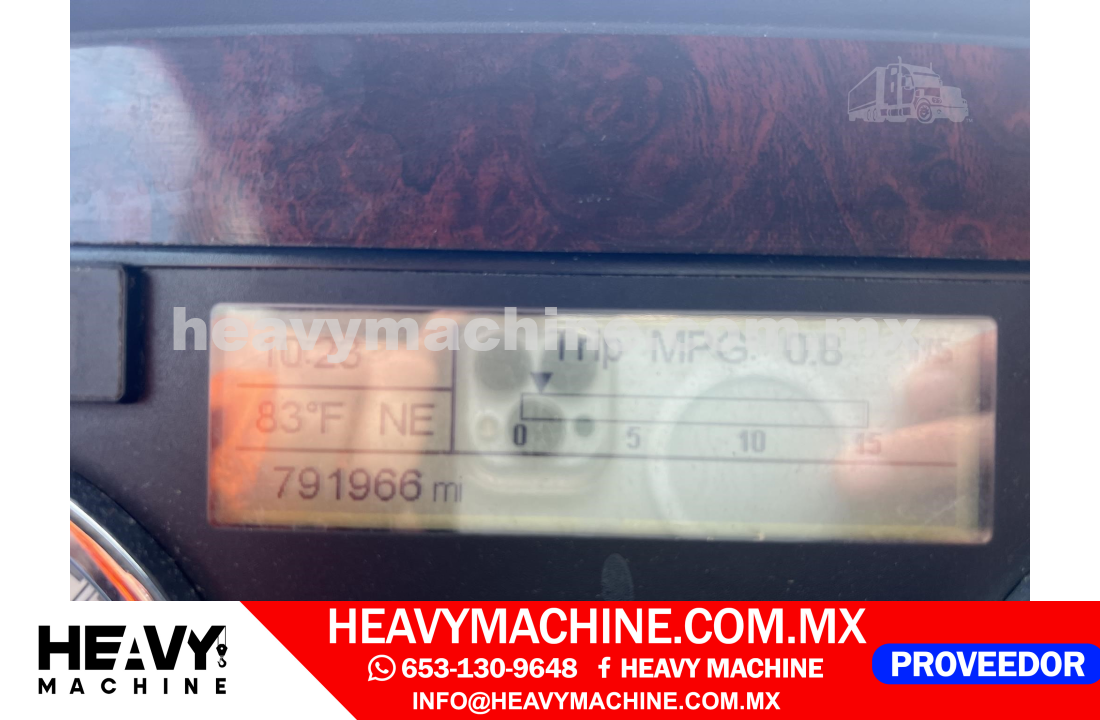 heavymachine.com.mx
10:23
Trip MPG 0.8
83°F NE
0 5 10 15
791966 mi
HEAVY
MACHINE
HEAVYMACHINE.COM.MX
653-130-9648 HEAVY MACHINE
INFO@HEAVYMACHINE.COM.MX
PROVEEDOR